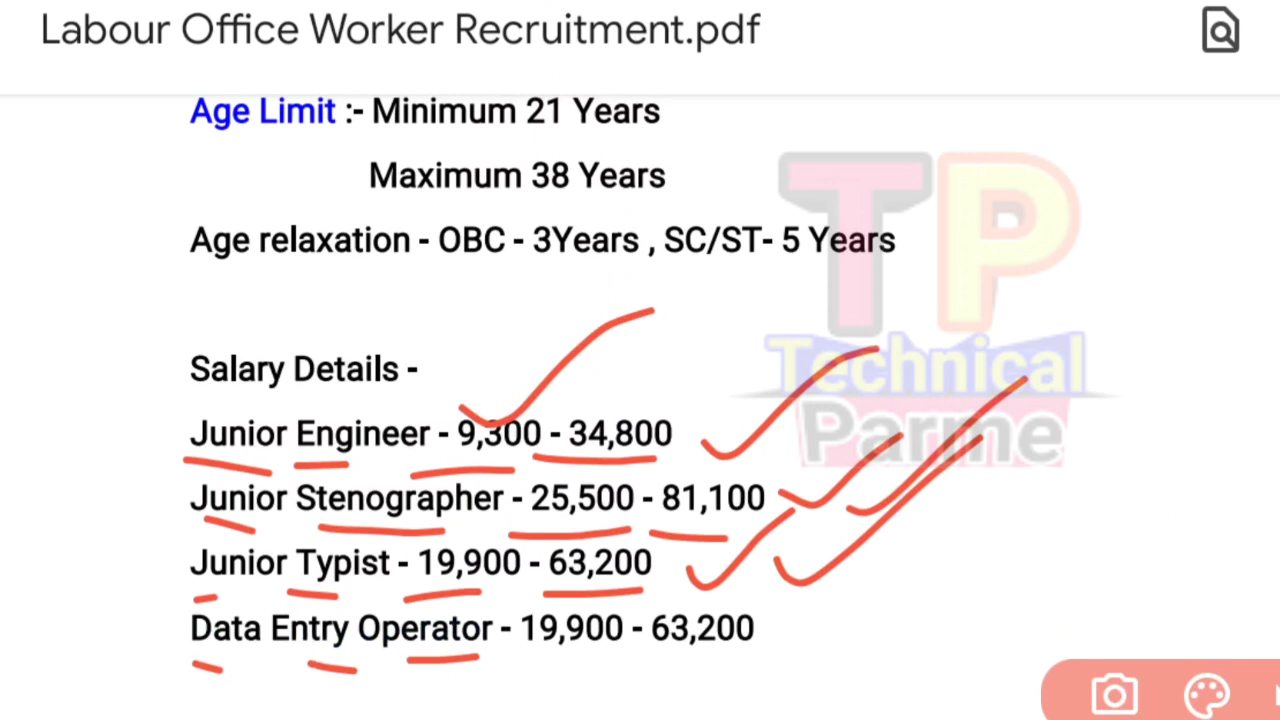 Labour Office Worker Recruitment.pdf
Age Limit :- Minimum 21 Years
Maximum 38 Years
Age relaxation - OBC - 3Years , SC/ST- 5 Years
TP
Technical
Parme
Salary Details -
Junior Engineer - 9,300 - 34,800
Junior Stenographer - 25,500 - 81,100
Junior Typist - 19,900 - 63,200
Data Entry Operator - 19,900 - 63,200